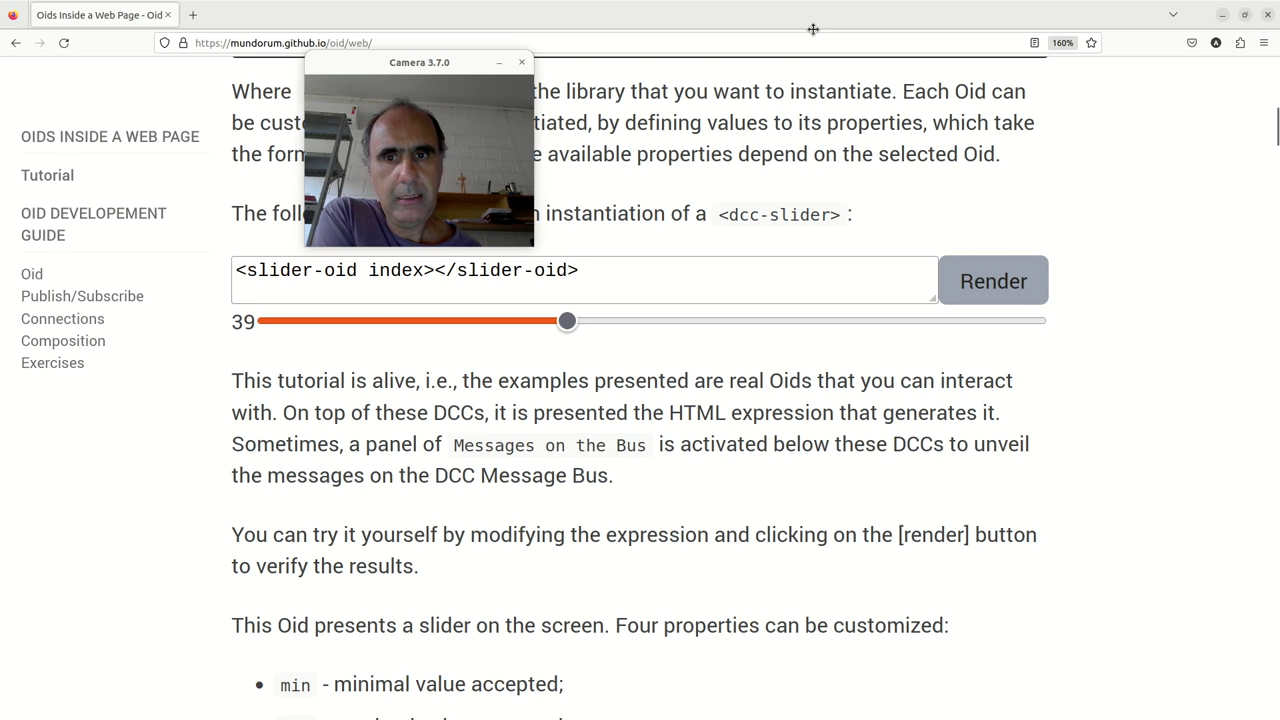 Oids Inside a Web Page - Oid
https://mundorum.github.io/oid/web/
160%
Camera 3.7.0
OIDS INSIDE A WEB PAGE
Tutorial
OID DEVELOPEMENT
GUIDE
Oid
Publish/Subscribe
Connections
Composition
Exercises
Where the library that you want to instantiate. Each Oid can
be cust tiated, by defining values to its properties, which take
the form e available properties depend on the selected Oid.
The foll n instantiation of a <dcc-slider> :
<slider-oid index></slider-oid>
Render
39
This tutorial is alive, i.e., the examples presented are real Oids that you can interact
with. On top of these DCCs, it is presented the HTML expression that generates it.
Sometimes, a panel of Messages on the Bus is activated below these DCCs to unveil
the messages on the DCC Message Bus.
You can try it yourself by modifying the expression and clicking on the [render] button
to verify the results.
This Oid presents a slider on the screen. Four properties can be customized:
min - minimal value accepted;